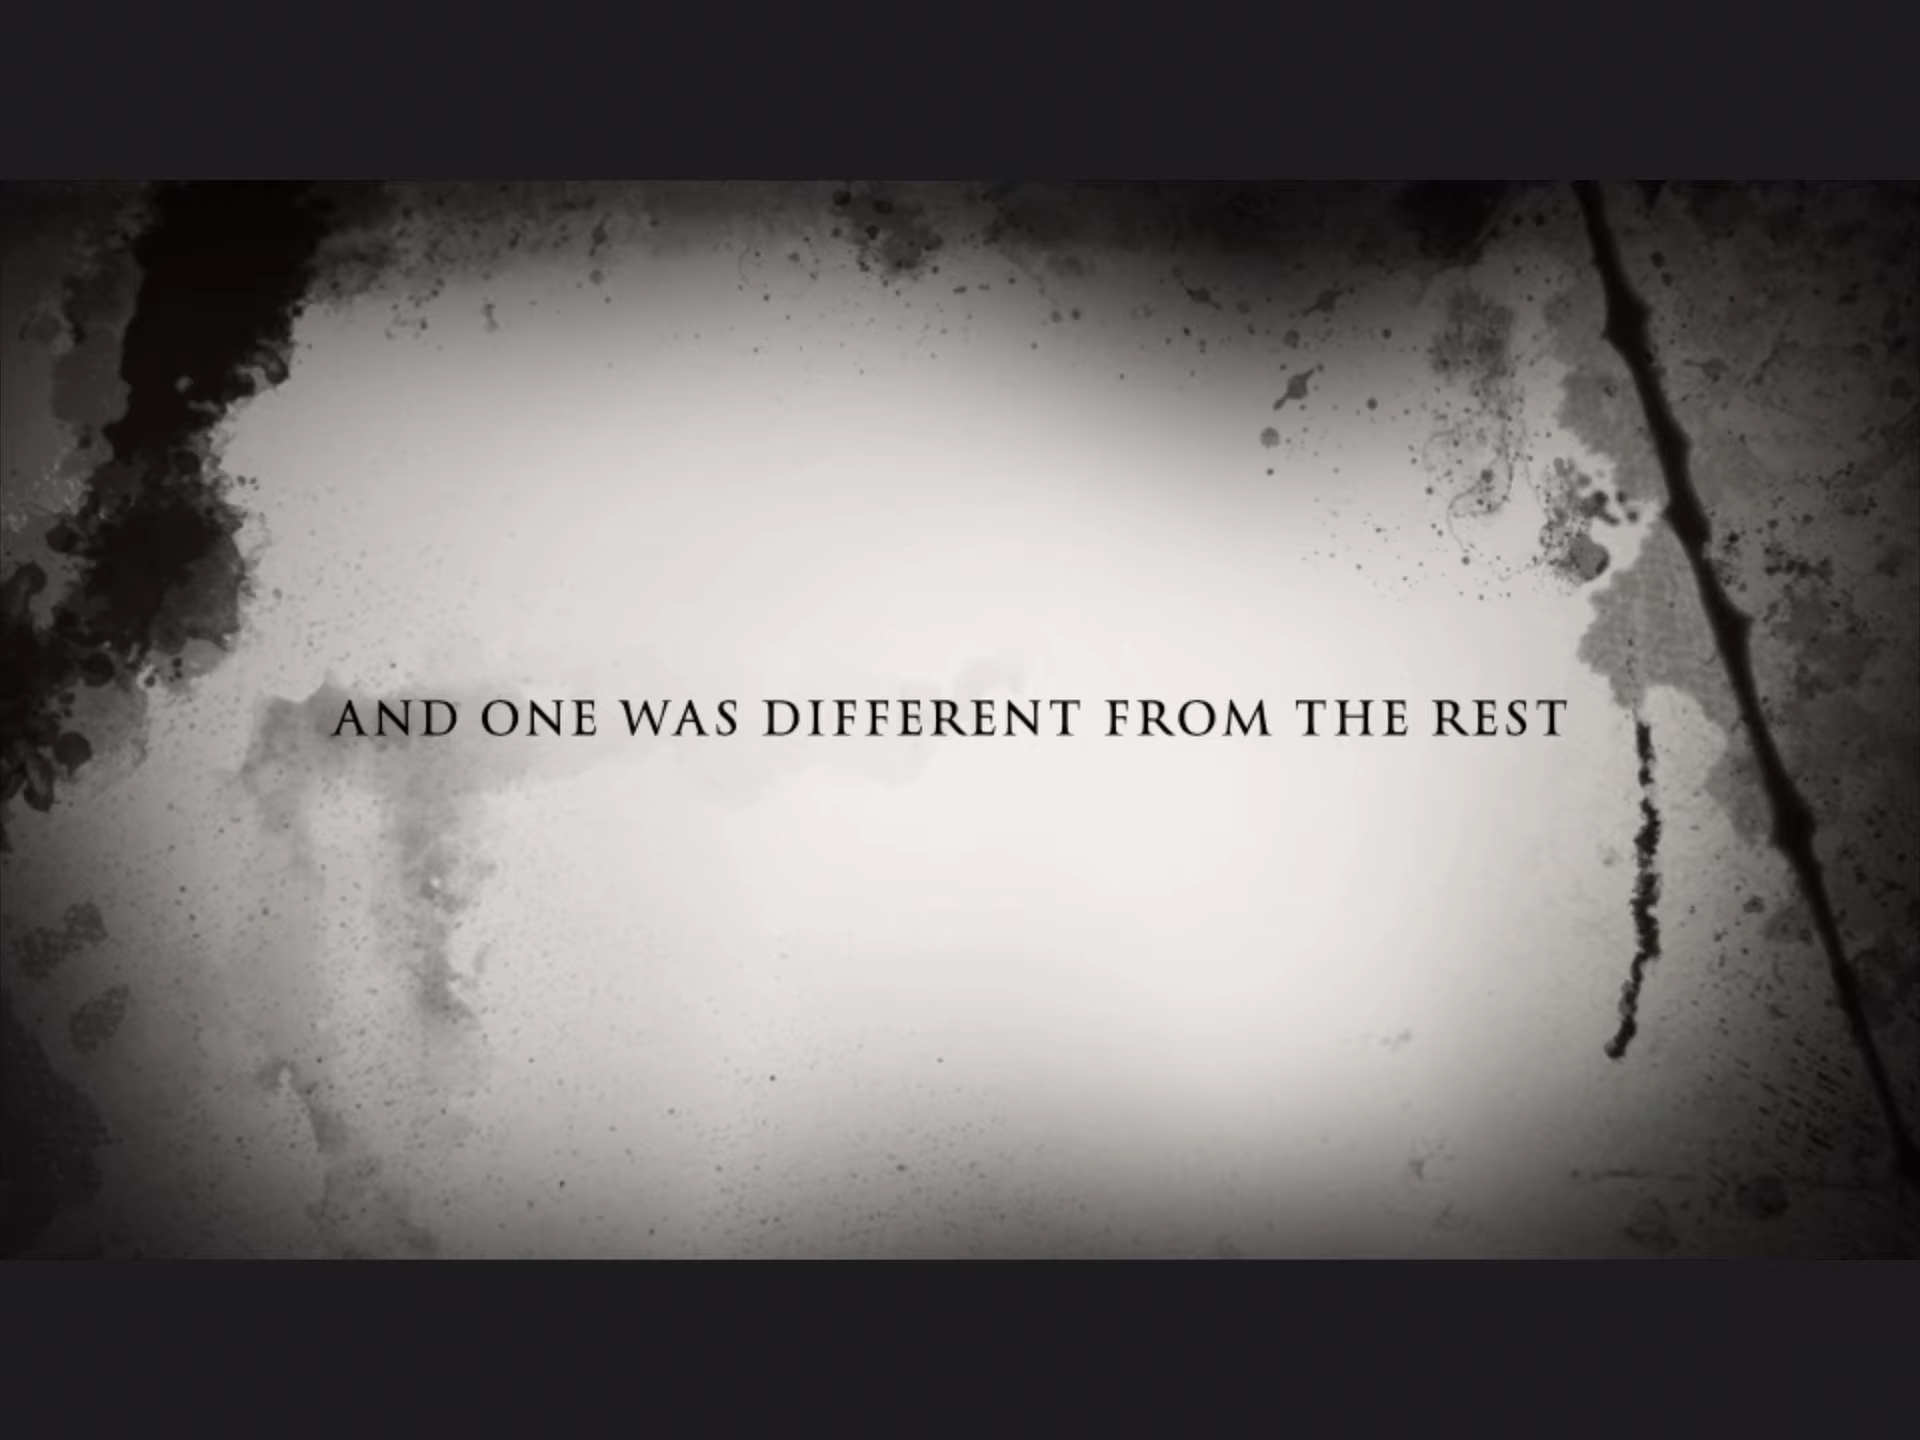 AND ONE WAS DIFFERENT FROM THE REST